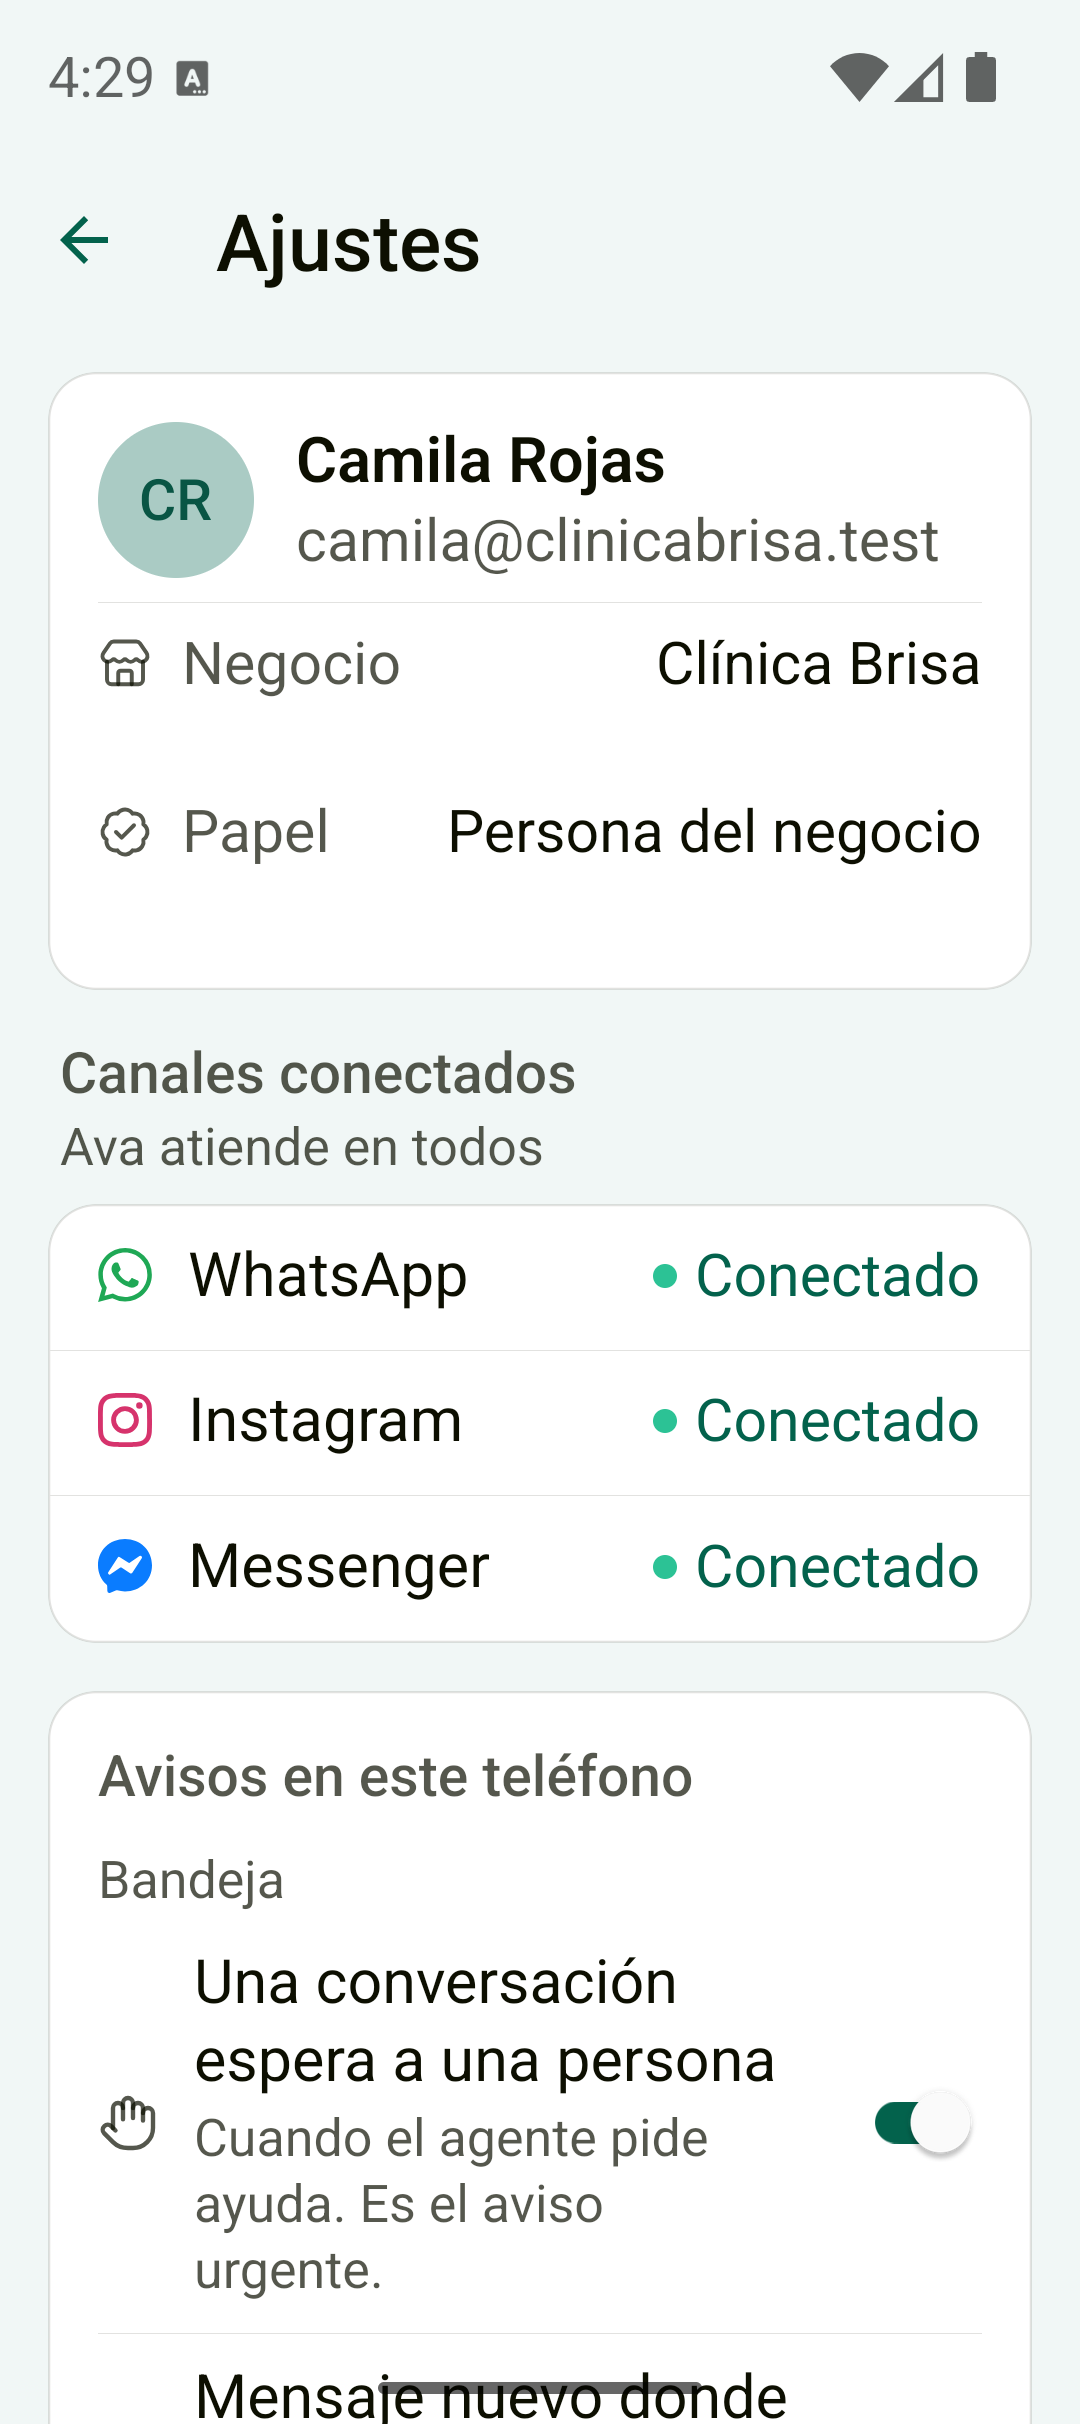 4:29
Ajustes
CR
Camila Rojas
camila@clinicabrisa.test
Negocio Clínica Brisa
Papel Persona del negocio
Canales conectados
Ava atiende en todos
WhatsApp Conectado
Instagram Conectado
Messenger Conectado
Avisos en este teléfono
Bandeja
Una conversación
espera a una persona
Cuando el agente pide
ayuda. Es el aviso
urgente.
Mensaje nuevo donde